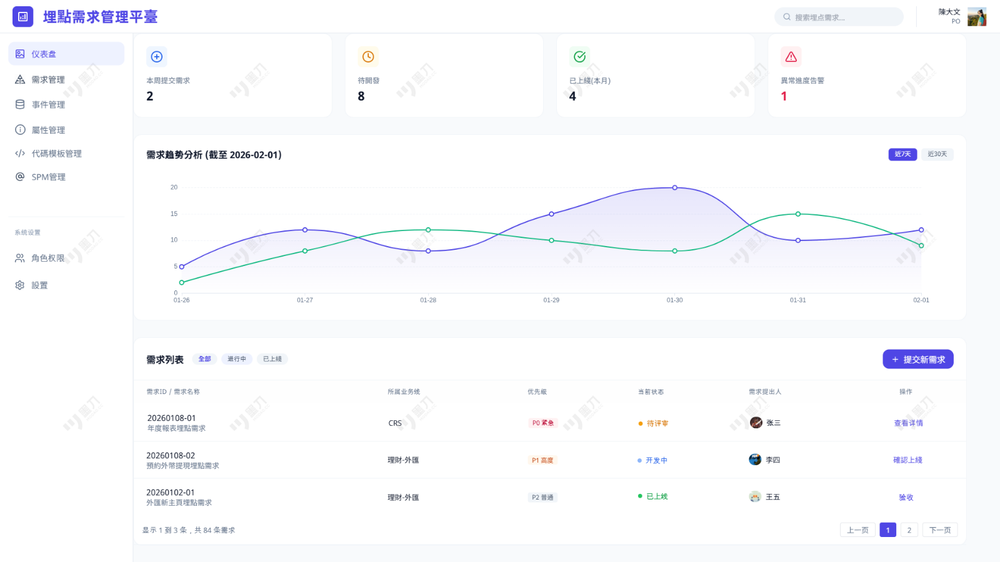 埋點需求管理平臺
搜索埋点需求...
陳大文
PO
仪表盘
需求管理
事件管理
屬性管理
代碼模板管理
SPM管理
系统设置
角色权限
設置
本周提交需求
2
待開發
8
已上綫(本月)
4
異常進度告警
1
需求趋势分析 (截至 2026-02-01)
近7天
近30天
20
15
10
5
0
01-26
01-27
01-28
01-29
01-30
01-31
02-01
需求列表
全部
进行中
已上綫
+ 提交新需求
需求ID / 需求名称
所属业务线
优先级
当前状态
需求提出人
操作
20260108-01
年度報表埋點需求
CRS
P0 紧急
待评审
张三
查看详情
20260108-02
預約外幣提現埋點需求
理財-外匯
P1 高度
开发中
李四
確認上綫
20260102-01
外匯新主頁埋點需求
理財-外匯
P2 普通
已上线
王五
验收
显示 1 到 3 条，共 84 条需求
上一页
1
2
下一页
墨刀